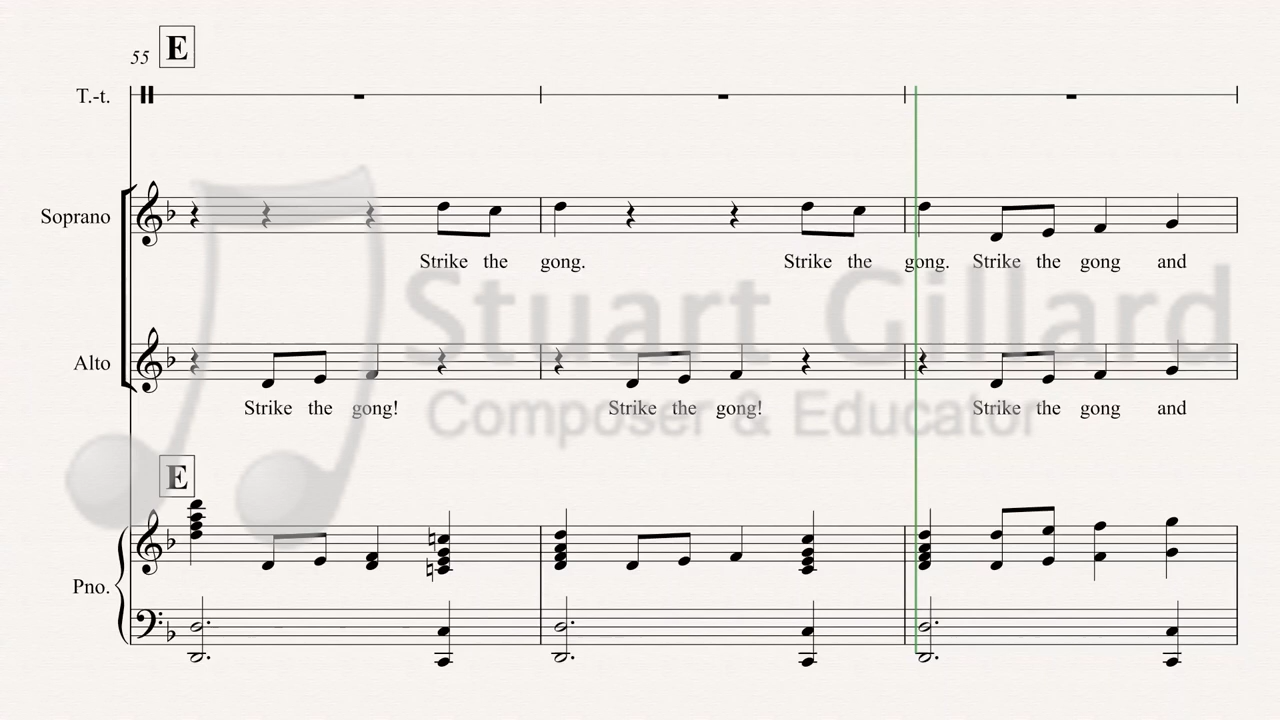 55 E
T.-t.
Soprano
Strike the gong. Strike the gong. Strike the gong and
Stuart Gillard
Alto
Strike the gong! Strike the gong! Strike the gong and
Composer & Educator
E
Pno.